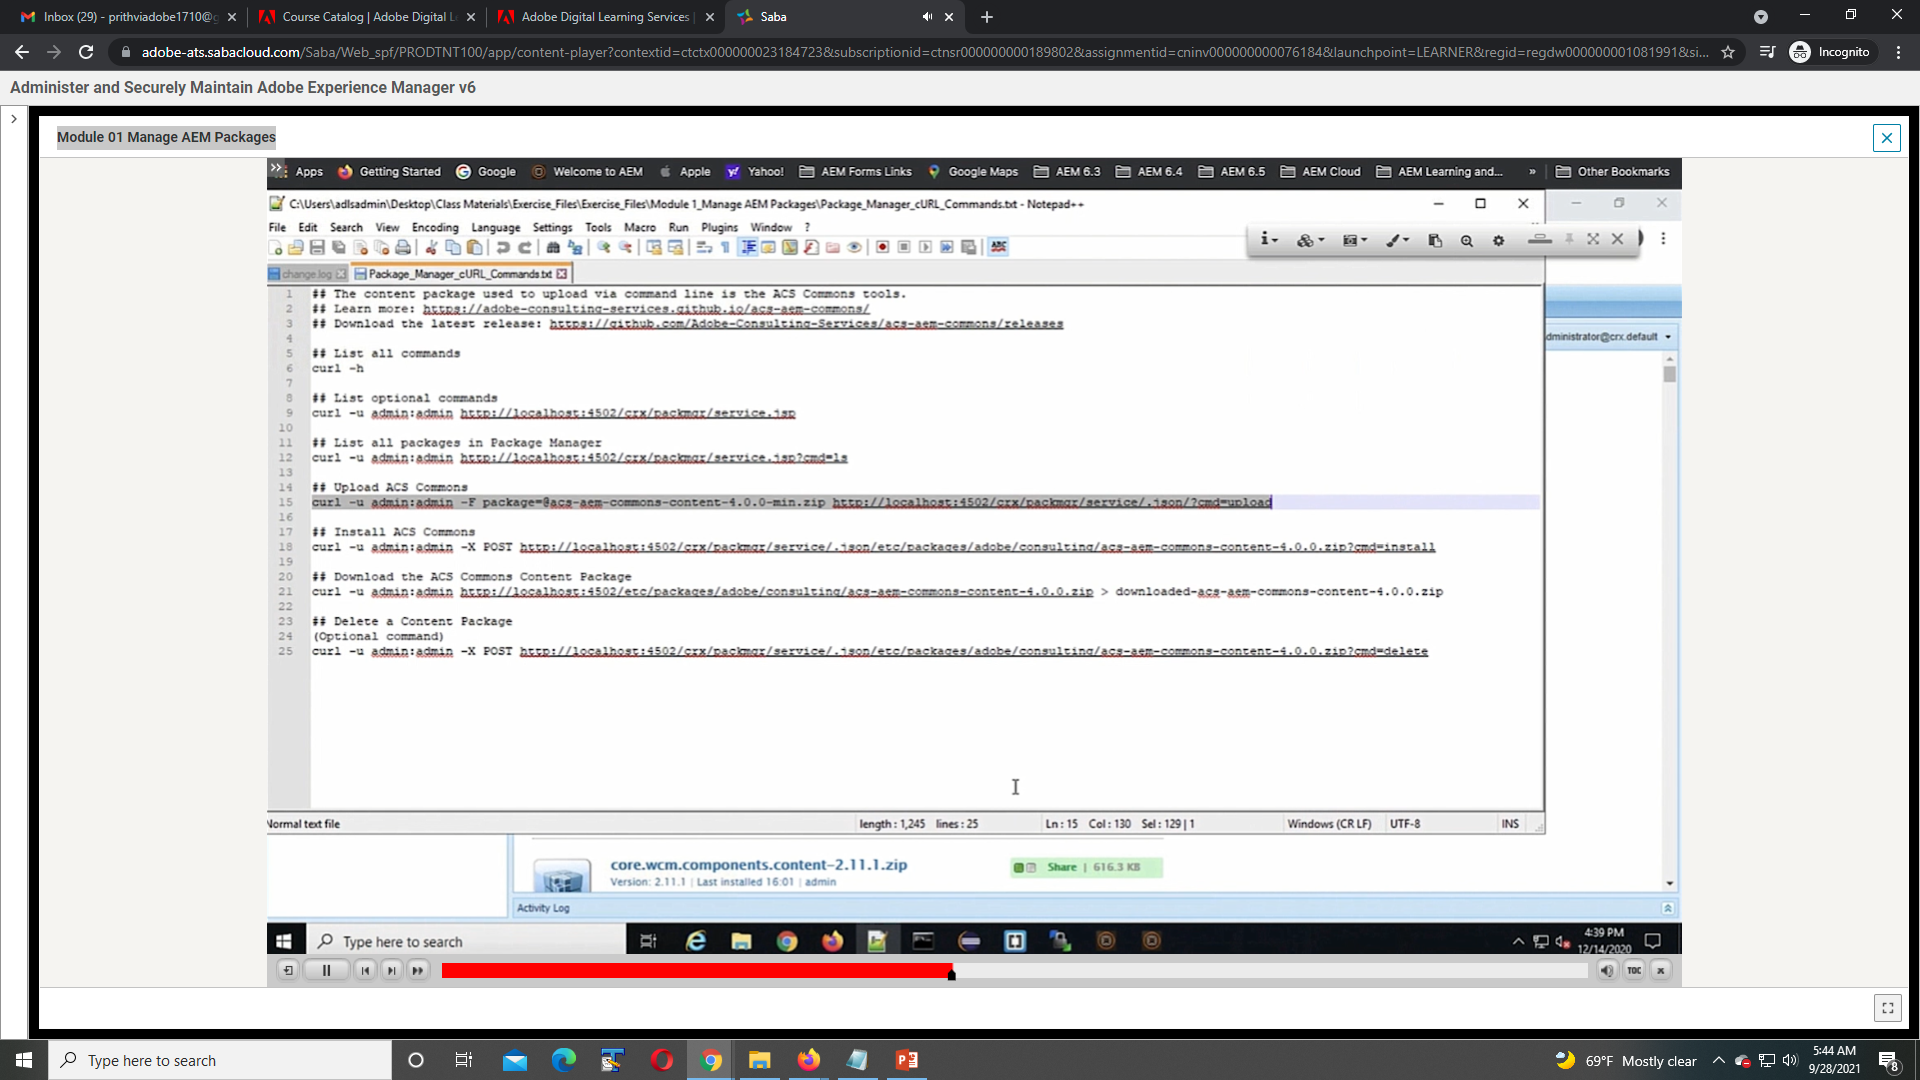 Inbox (29) - prithviadobe1710@g
Course Catalog | Adobe Digital L
Adobe Digital Learning Services |
Saba
adobe-ats.sabacloud.com/Saba/Web_spf/PRODTNT100/app/content-player?contextid=ctctx000000023184723&subscriptionid=ctnsr0000000000189802&assignmentid=cninv000000000076184&launchpoint=LEARNER&regid=regdw000000001081991&si...
Incognito
Administer and Securely Maintain Adobe Experience Manager v6
Module 01 Manage AEM Packages
Apps Getting Started Google Welcome to AEM Apple Yahoo! AEM Forms Links Google Maps AEM 6.3 AEM 6.4 AEM 6.5 AEM Cloud AEM Learning and... » Other Bookmarks
C:\Users\adlsadmin\Desktop\Class Materials\Exercise_Files\Exercise_Files\Module 1_Manage AEM Packages\Package_Manager_cURL_Commands.txt - Notepad++
File Edit Search View Encoding Language Settings Tools Macro Run Plugins Window ?
change.log Package_Manager_cURL_Commands.txt
1 ## The content package used to upload via command line is the ACS Commons tools.
2 ## Learn more: https://adobe-consulting-services.github.io/acs-aem-commons/
3 ## Download the latest release: https://github.com/Adobe-Consulting-Services/acs-aem-commons/releases
dministrator@crx.default
4
5 ## List all commands
6 curl -h
7
8 ## List optional commands
9 curl -u admin:admin http://localhost:4502/crx/packmgr/service.jsp
10
11 ## List all packages in Package Manager
12 curl -u admin:admin http://localhost:4502/crx/packmgr/service.jsp?cmd=ls
13
14 ## Upload ACS Commons
15 curl -u admin:admin -F package=@acs-aem-commons-content-4.0.0-min.zip http://localhost:4502/crx/packmgr/service/.json/?cmd=upload
16
17 ## Install ACS Commons
18 curl -u admin:admin -X POST http://localhost:4502/crx/packmgr/service/.json/etc/packages/adobe/consulting/acs-aem-commons-content-4.0.0.zip?cmd=install
19
20 ## Download the ACS Commons Content Package
21 curl -u admin:admin http://localhost:4502/etc/packages/adobe/consulting/acs-aem-commons-content-4.0.0.zip > downloaded-acs-aem-commons-content-4.0.0.zip
22
23 ## Delete a Content Package
24 (Optional command)
25 curl -u admin:admin -X POST http://localhost:4502/crx/packmgr/service/.json/etc/packages/adobe/consulting/acs-aem-commons-content-4.0.0.zip?cmd=delete
Normal text file length : 1,245 lines : 25 Ln : 15 Col : 130 Sel : 129 | 1 Windows (CR LF) UTF-8 INS
core.wcm.components.content-2.11.1.zip Share | 616.3 KB
Version: 2.11.1 | Last installed 16:01 | admin
Activity Log
Type here to search
4:39 PM
12/14/2020
TOC
Type here to search
69°F Mostly clear
5:44 AM
9/28/2021
8